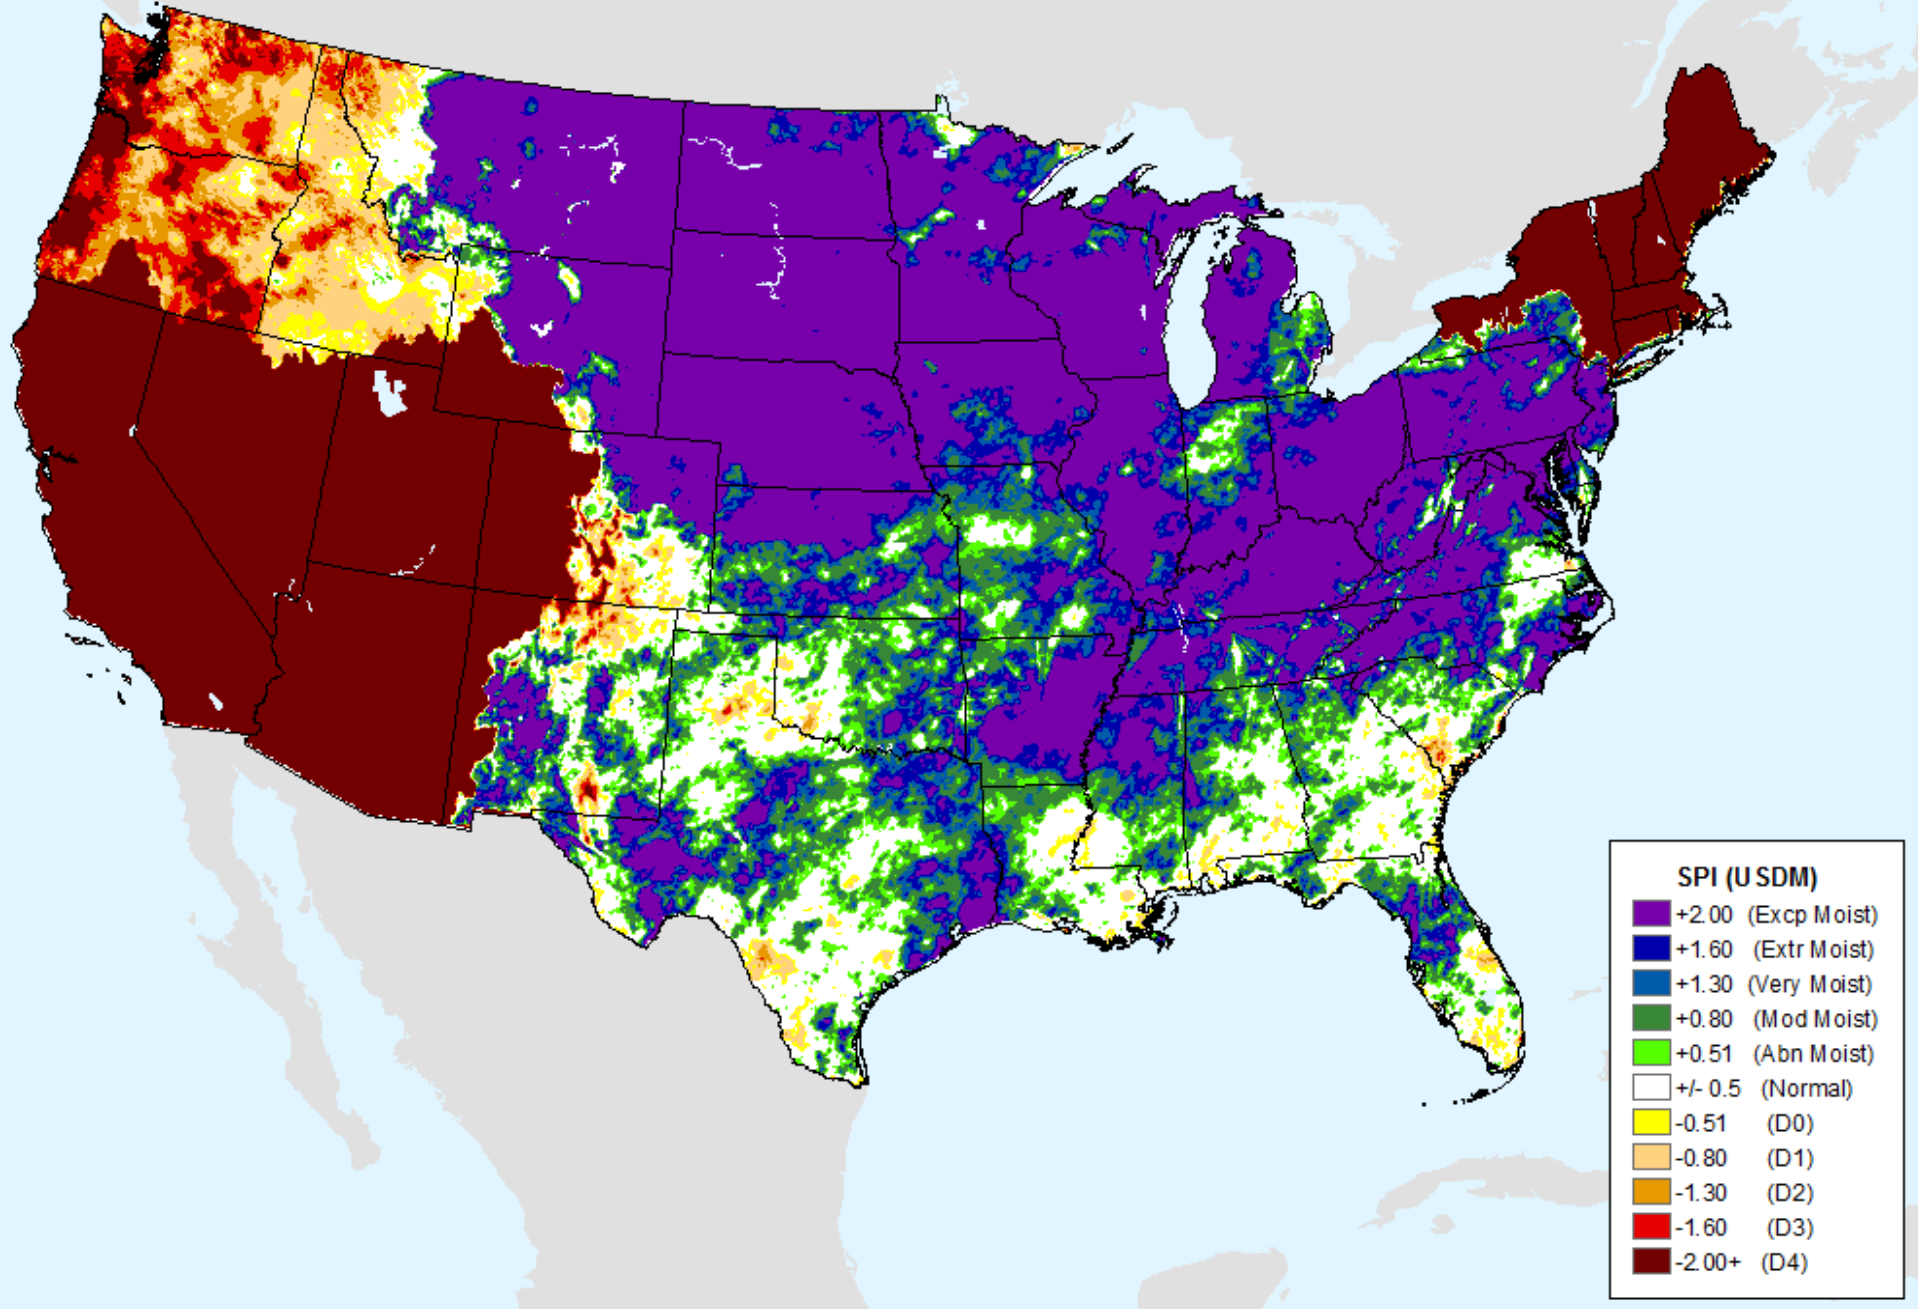 SPI (USDM)
+2.00 (Excp Moist)
+1.60 (Extr Moist)
+1.30 (Very Moist)
+0.80 (Mod Moist)
+0.51 (Abn Moist)
+/- 0.5 (Normal)
-0.51 (D0)
-0.80 (D1)
-1.30 (D2)
-1.60 (D3)
-2.00+ (D4)